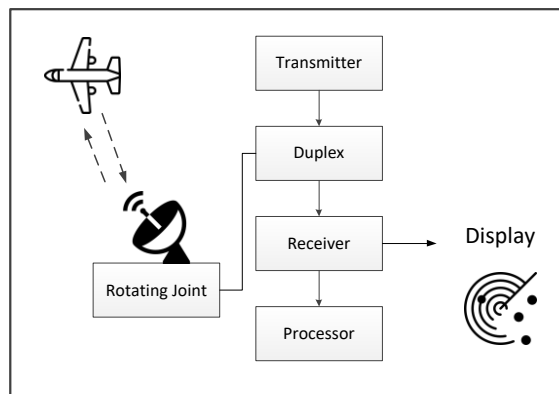 Transmitter
Duplex
Receiver
Display
Rotating Joint
Processor